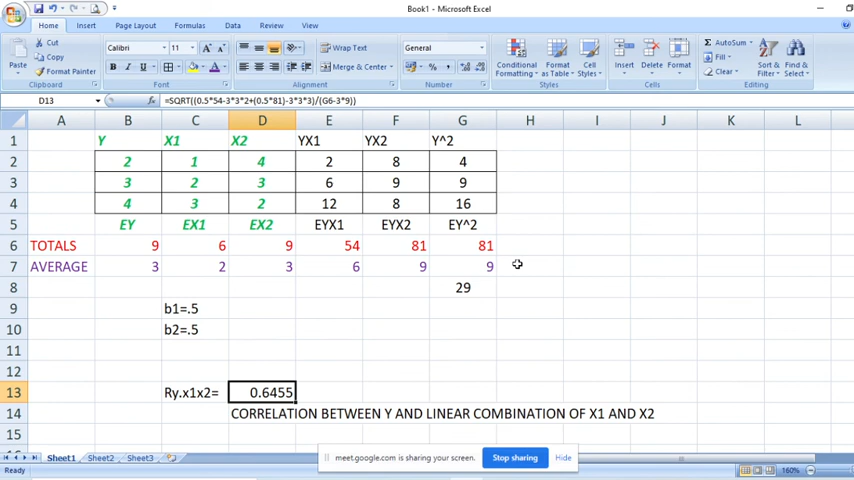 Book1 - Microsoft Excel
Home Insert Page Layout Formulas Data Review View
Cut
Copy
Format Painter
Paste
Clipboard
Calibri 11
B I U
Font
Wrap Text
Merge & Center
Alignment
General
Number
Conditional Formatting
Format as Table
Cell Styles
Styles
Insert Delete Format
Cells
AutoSum
Fill
Clear
Sort & Filter
Find & Select
Editing
D13 =SQRT((0.5*54-3*3*2+(0.5*81)-3*3*3)/(G6-3*9))
A B C D E F G H I J K L
1 Y X1 X2 YX1 YX2 Y^2
2 2 1 4 2 8 4
3 3 2 3 6 9 9
4 4 3 2 12 8 16
5 EY EX1 EX2 EYX1 EYX2 EY^2
6 TOTALS 9 6 9 54 81 81
7 AVERAGE 3 2 3 6 9 9
8 29
9 b1=.5
10 b2=.5
11
12
13 Ry.x1x2= 0.6455
14 CORRELATION BETWEEN Y AND LINEAR COMBINATION OF X1 AND X2
15
meet.google.com is sharing your screen. Stop sharing Hide
Sheet1 Sheet2 Sheet3
Ready 160%